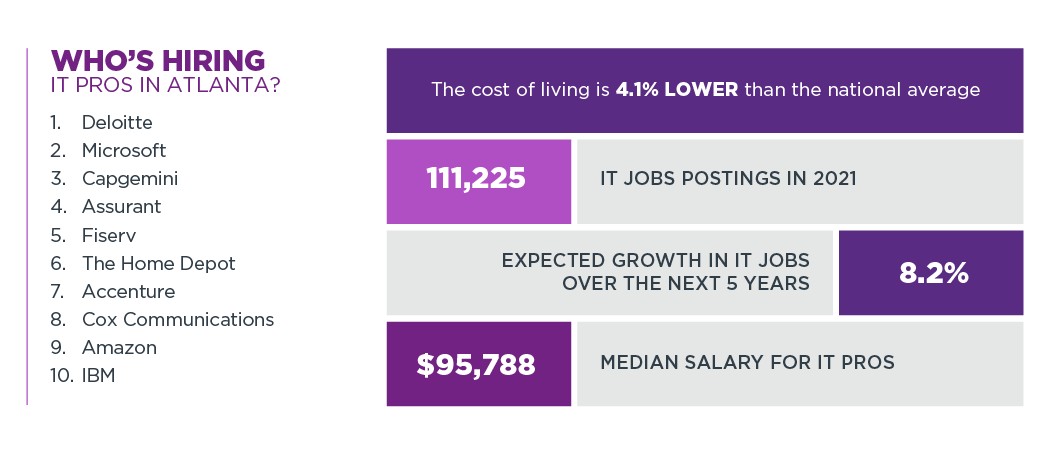 WHO'S HIRING
IT PROS IN ATLANTA?
1. Deloitte
2. Microsoft
3. Capgemini
4. Assurant
5. Fiserv
6. The Home Depot
7. Accenture
8. Cox Communications
9. Amazon
10. IBM
The cost of living is 4.1% LOWER than the national average
111,225
IT JOBS POSTINGS IN 2021
EXPECTED GROWTH IN IT JOBS
OVER THE NEXT 5 YEARS
8.2%
$95,788
MEDIAN SALARY FOR IT PROS